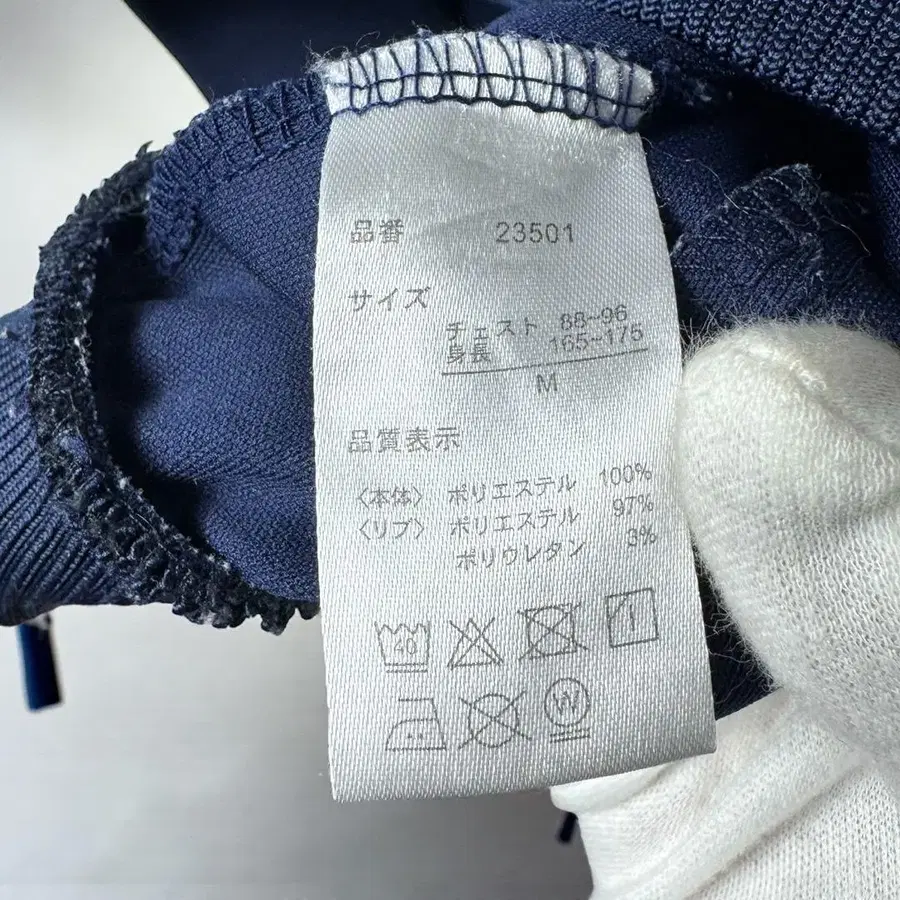 品番 23501
サイズ
チェスト 88~96
身長 165~175
M
品質表示
〈本体〉 ポリエステル 100%
〈リブ〉 ポリエステル 97%
ポリウレタン 3%
40
W